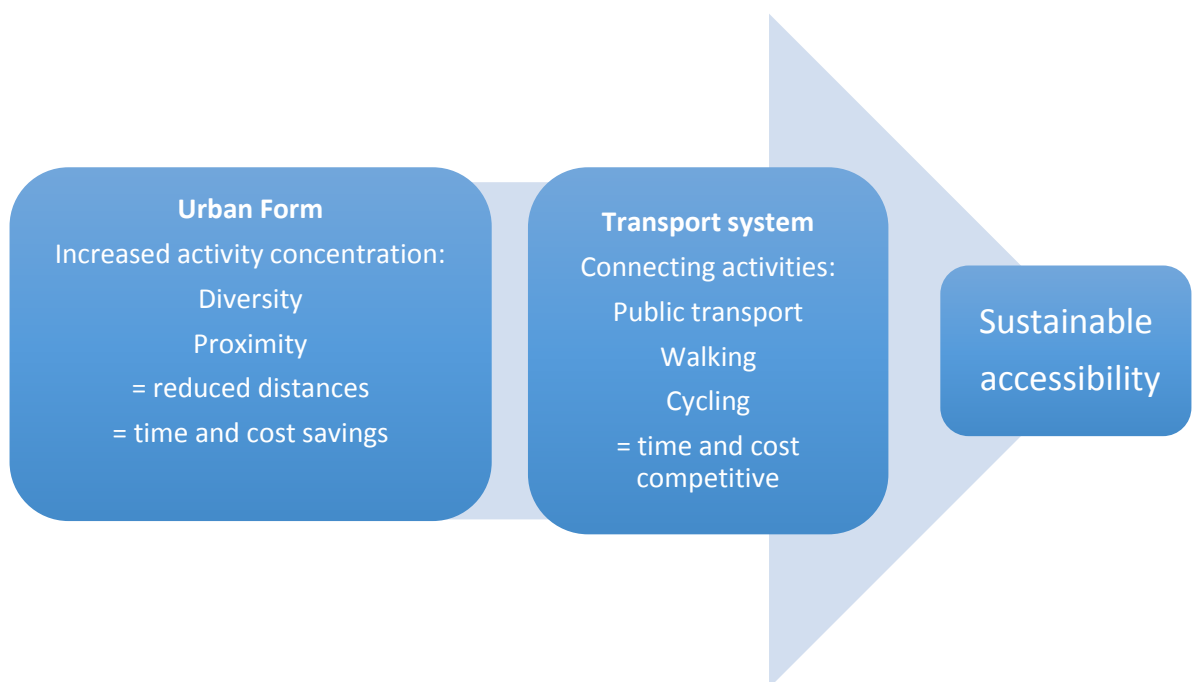 Urban Form
Increased activity concentration:
Diversity
Proximity
= reduced distances
= time and cost savings
Transport system
Connecting activities:
Public transport
Walking
Cycling
= time and cost
competitive
Sustainable
accessibility